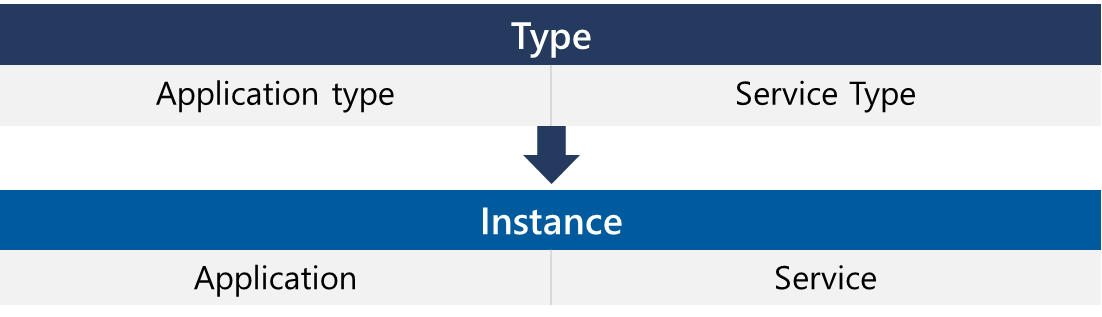 Type
Application type
Service Type
Instance
Application
Service